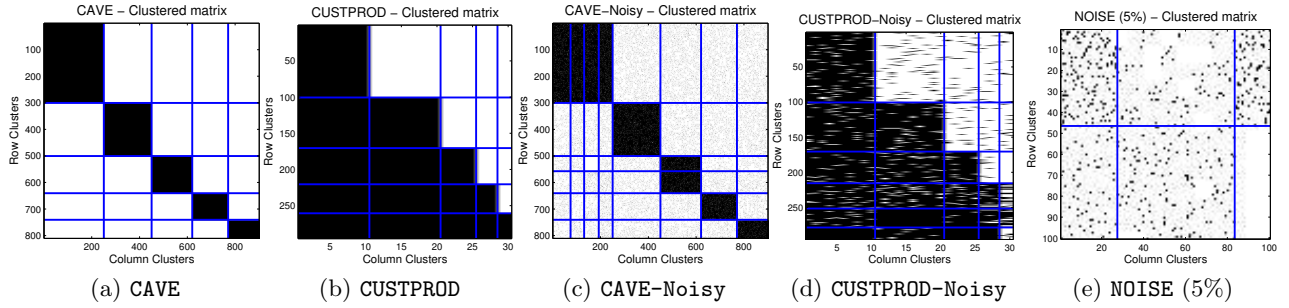 CAVE − Clustered matrix
100
200
300
400
500
600
700
800
Row Clusters
200 400 600 800
Column Clusters
(a) CAVE
CUSTPROD − Clustered matrix
50
100
150
200
250
Row Clusters
5 10 15 20 25 30
Column Clusters
(b) CUSTPROD
CAVE−Noisy − Clustered matrix
100
200
300
400
500
600
700
800
Row Clusters
200 400 600 800
Column Clusters
(c) CAVE-Noisy
CUSTPROD−Noisy − Clustered matrix
50
100
150
200
250
Row Clusters
5 10 15 20 25 30
Column Clusters
(d) CUSTPROD-Noisy
NOISE (5%) − Clustered matrix
10
20
30
40
50
60
70
80
90
100
Row Clusters
20 40 60 80 100
Column Clusters
(e) NOISE (5%)